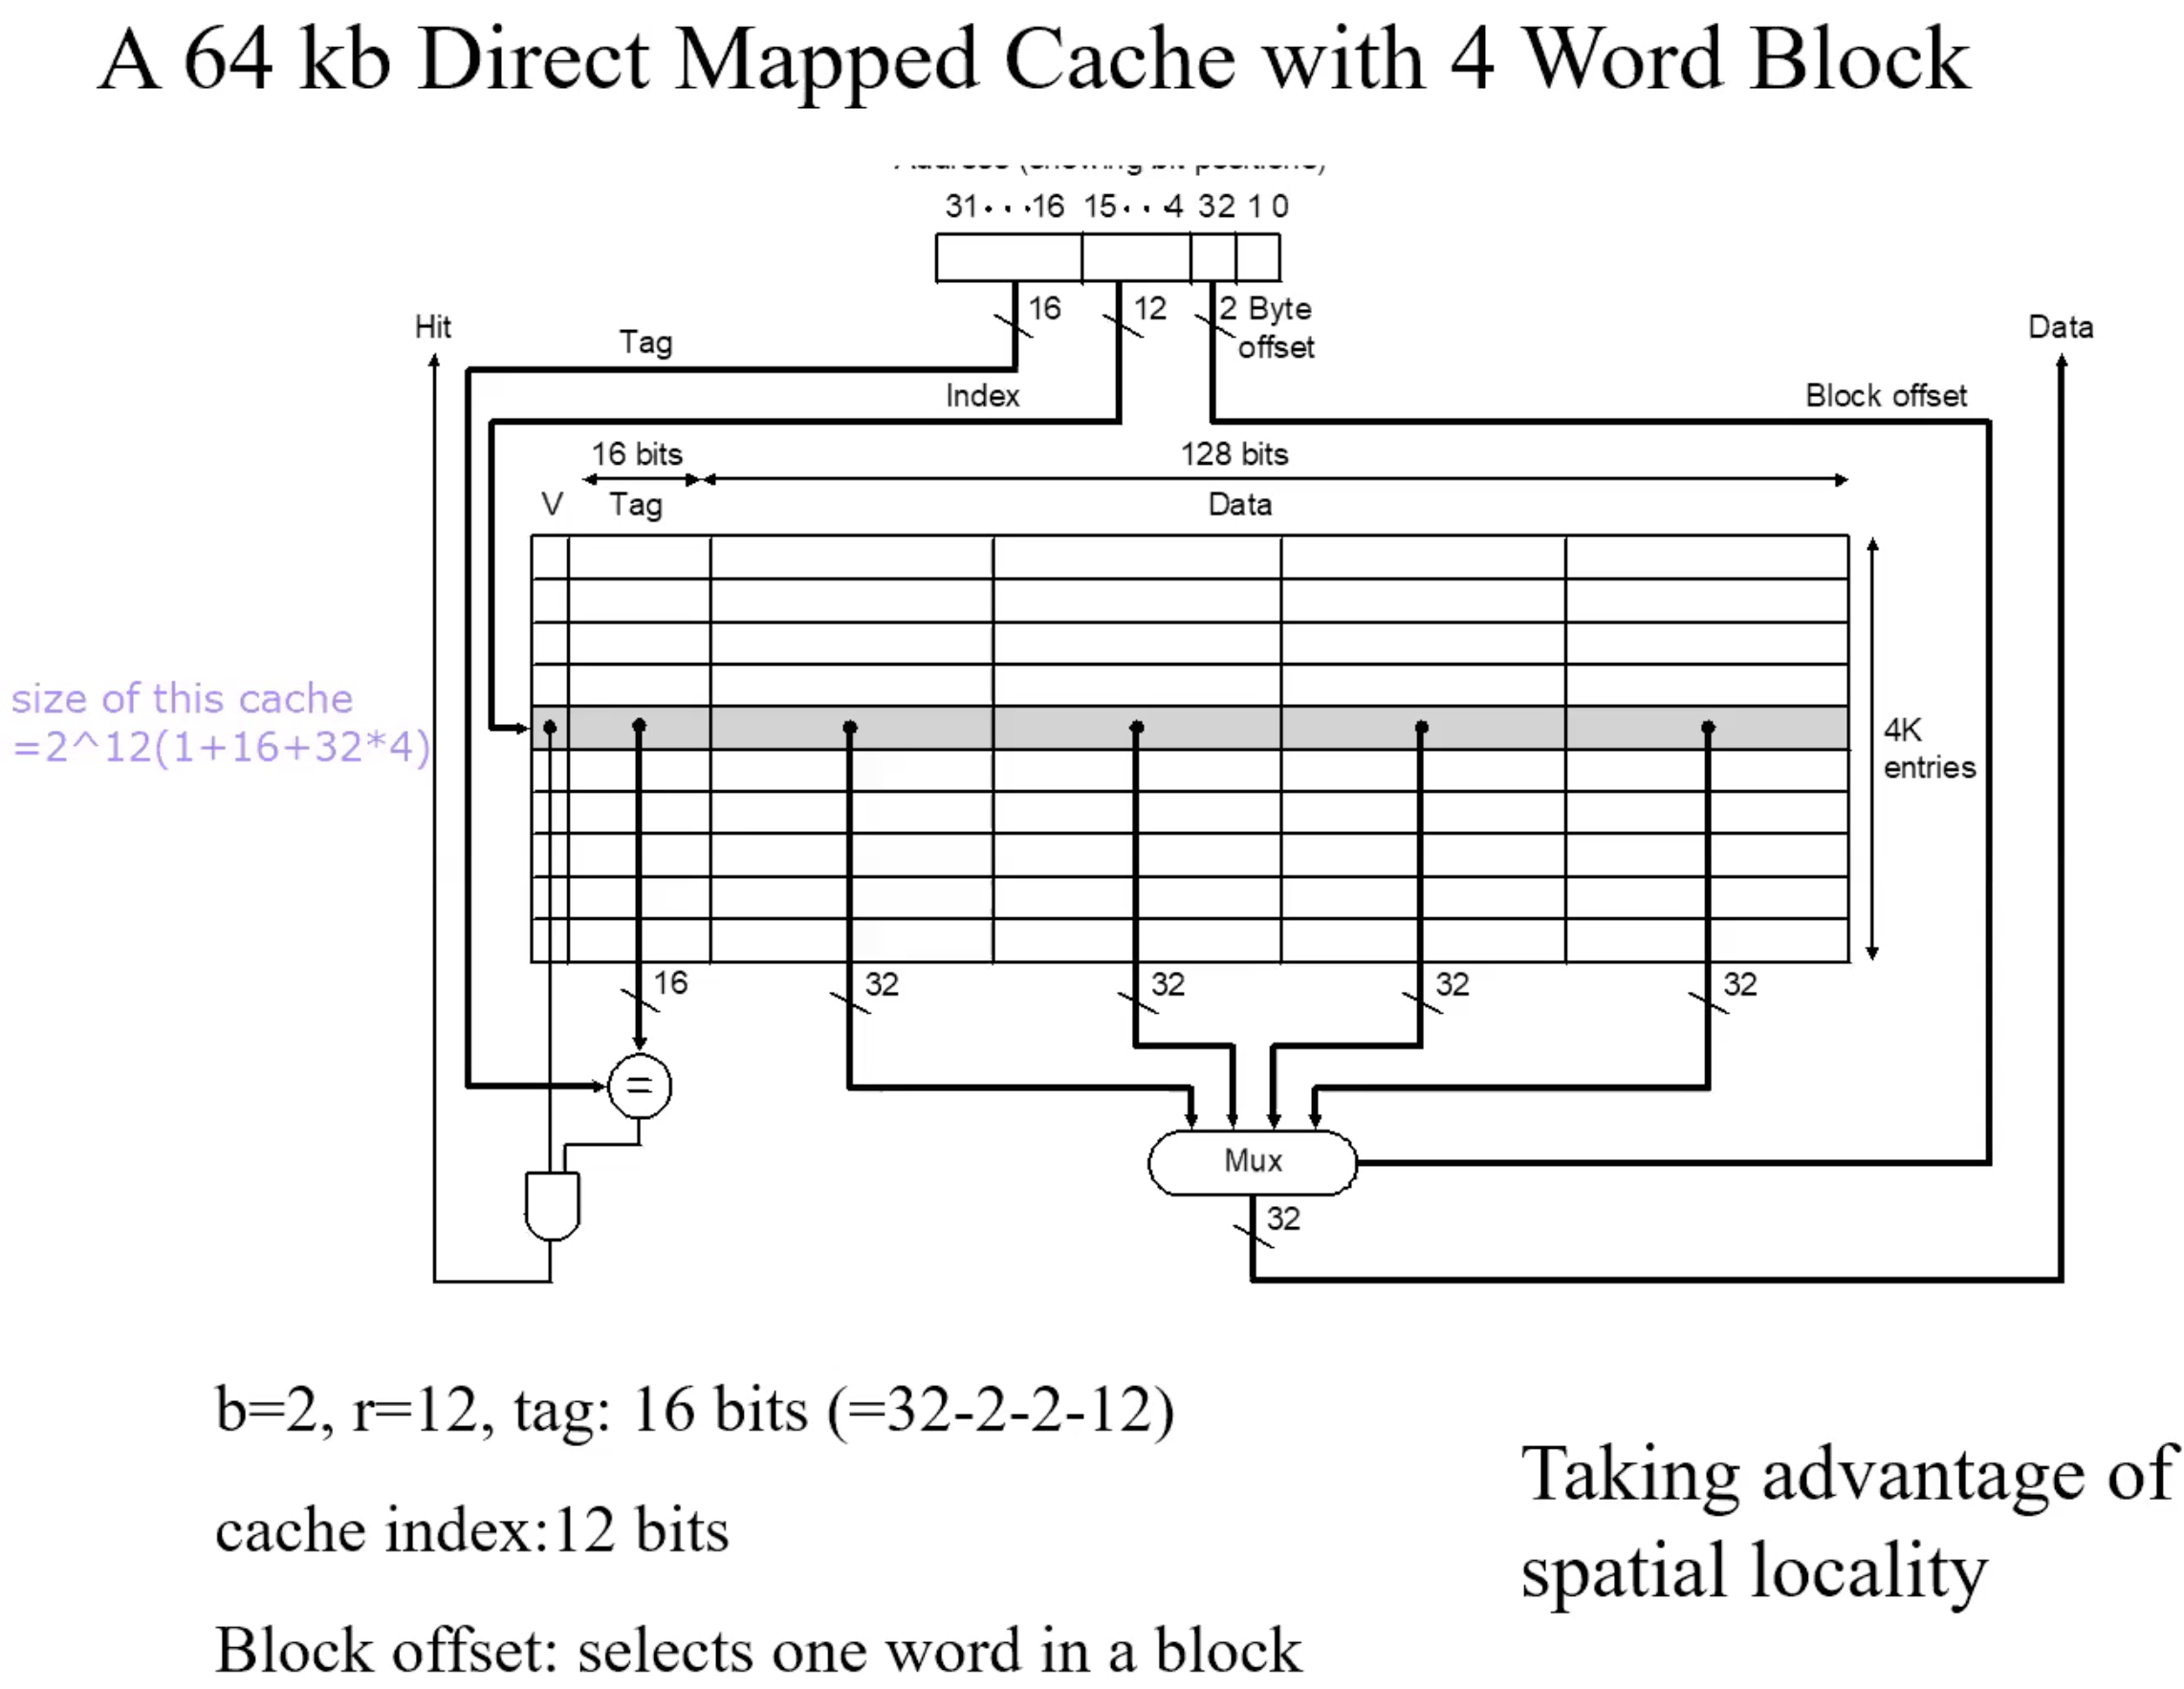 A 64 kb Direct Mapped Cache with 4 Word Block
31 · · · 16 15 · · 4 32 1 0
16 12 2 Byte
offset
Hit
Tag
Data
Index
Block offset
16 bits
128 bits
V Tag Data
size of this cache
=2^12(1+16+32*4)
4K
entries
16 32 32 32 32
=
Mux
32
b=2, r=12, tag: 16 bits (=32-2-2-12)
cache index:12 bits
Block offset: selects one word in a block
Taking advantage of
spatial locality